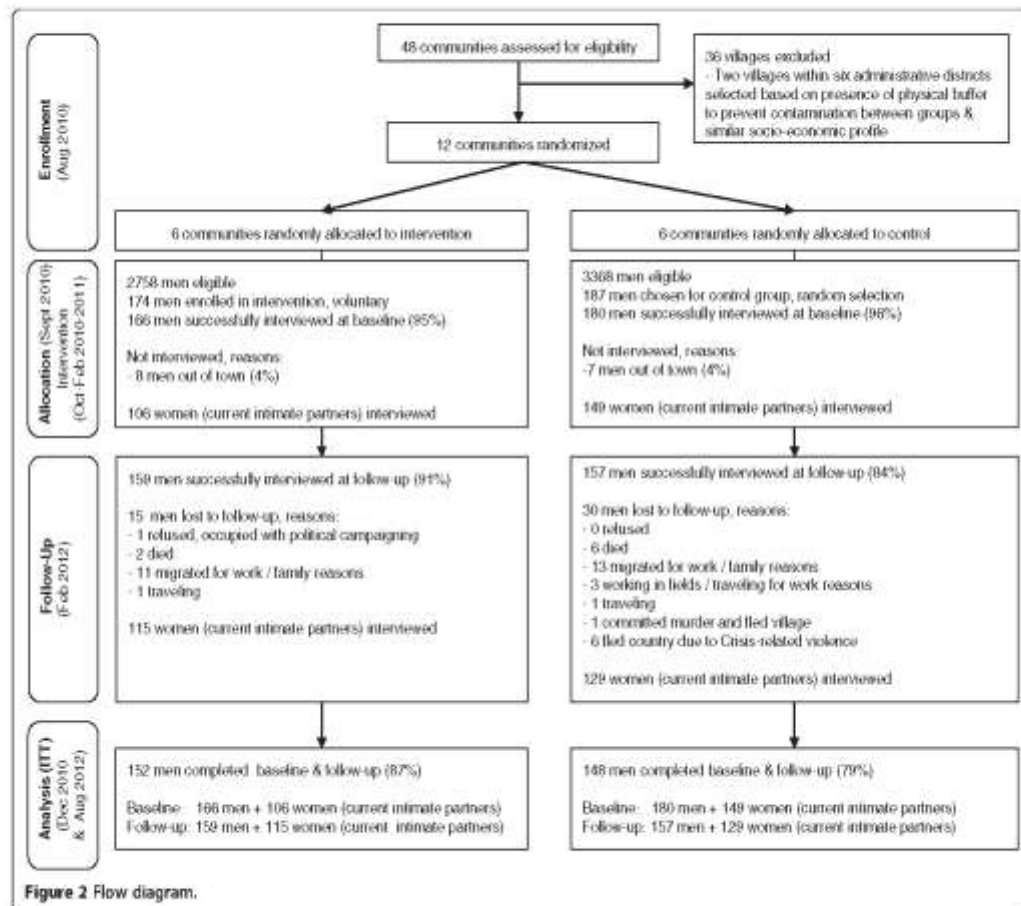 48 communities assessed for eligibility
36 villages excluded
- Two villages within six administrative districts
selected based on presence of physical buffer
to prevent contamination between groups &
similar socio-economic profile
12 communities randomized
Enrollment
(Aug 2010)
6 communities randomly allocated to intervention
6 communities randomly allocated to control
Allocation (Sept 2010)
Intervention
(Oct-Feb 2010-2011)
2758 men eligible
174 men enrolled in intervention, voluntary
166 men successfully interviewed at baseline (95%)
Not interviewed, reasons:
- 8 men out of town (4%)
106 women (current intimate partners) interviewed
3368 men eligible
187 men chosen for control group, random selection
180 men successfully interviewed at baseline (96%)
Not interviewed, reasons:
-7 men out of town (4%)
149 women (current intimate partners) interviewed
Follow-Up
(Feb 2012)
159 men successfully interviewed at follow-up (91%)
15 men lost to follow-up, reasons:
- 1 refused, occupied with political campaigning
- 2 died
- 11 migrated for work / family reasons
- 1 traveling
115 women (current intimate partners) interviewed
157 men successfully interviewed at follow-up (84%)
30 men lost to follow-up, reasons:
- 0 refused
- 6 died
- 13 migrated for work / family reasons
- 3 working in fields / traveling for work reasons
- 1 traveling
- 1 committed murder and fled village
- 6 fled country due to Crisis-related violence
129 women (current intimate partners) interviewed
Analysis (ITT)
(Dec 2010
& Aug 2012)
152 men completed baseline & follow-up (87%)
Baseline: 166 men + 106 women (current intimate partners)
Follow-up: 159 men + 115 women (current intimate partners)
148 men completed baseline & follow-up (79%)
Baseline: 180 men + 149 women (current intimate partners)
Follow-up: 157 men + 129 women (current intimate partners)
Figure 2 Flow diagram.